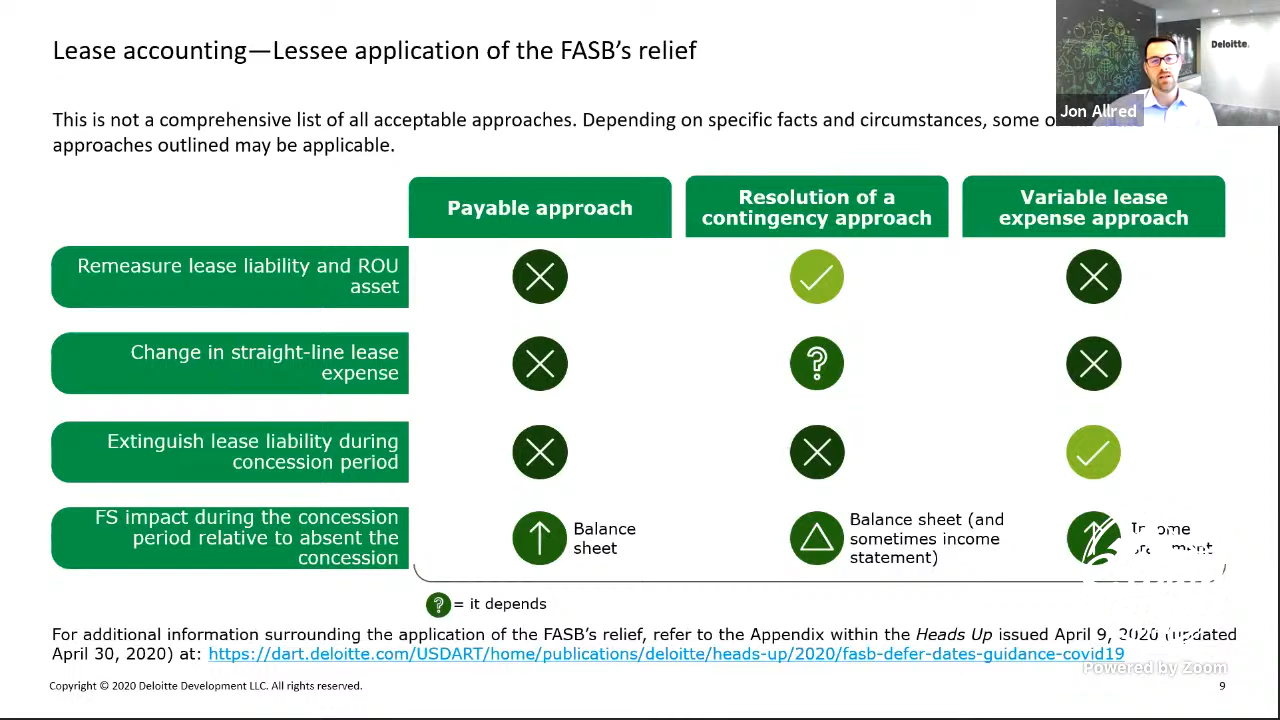 Lease accounting—Lessee application of the FASB's relief
Deloitte.
Jon Allred
This is not a comprehensive list of all acceptable approaches. Depending on specific facts and circumstances, some
approaches outlined may be applicable.
Payable approach
Resolution of a
contingency approach
Variable lease
expense approach
Remeasure lease liability and ROU
asset
Change in straight-line lease
expense
?
Extinguish lease liability during
concession period
FS impact during the concession
period relative to absent the
concession
Balance
sheet
Balance sheet (and
sometimes income
statement)
Income
statement
? = it depends
For additional information surrounding the application of the FASB's relief, refer to the Appendix within the Heads Up issued April 9, 2020 (updated
April 30, 2020) at: https://dart.deloitte.com/USDART/home/publications/deloitte/heads-up/2020/fasb-defer-dates-guidance-covid19
Powered by Zoom
Copyright © 2020 Deloitte Development LLC. All rights reserved.
9